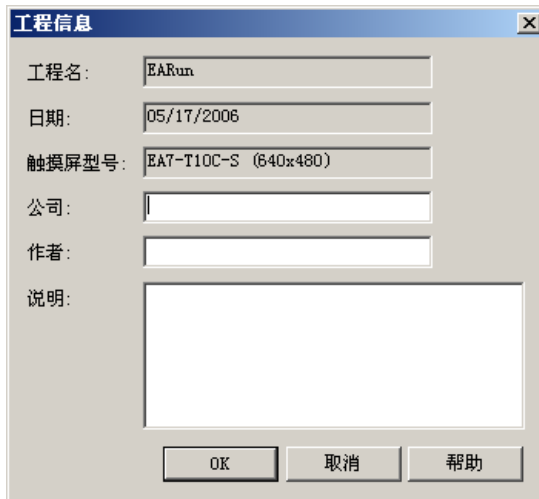 工程信息
工程名: EARun
日期: 05/17/2006
触摸屏型号: EA7-T10C-S (640x480)
公司:
作者:
说明:
OK 取消 帮助